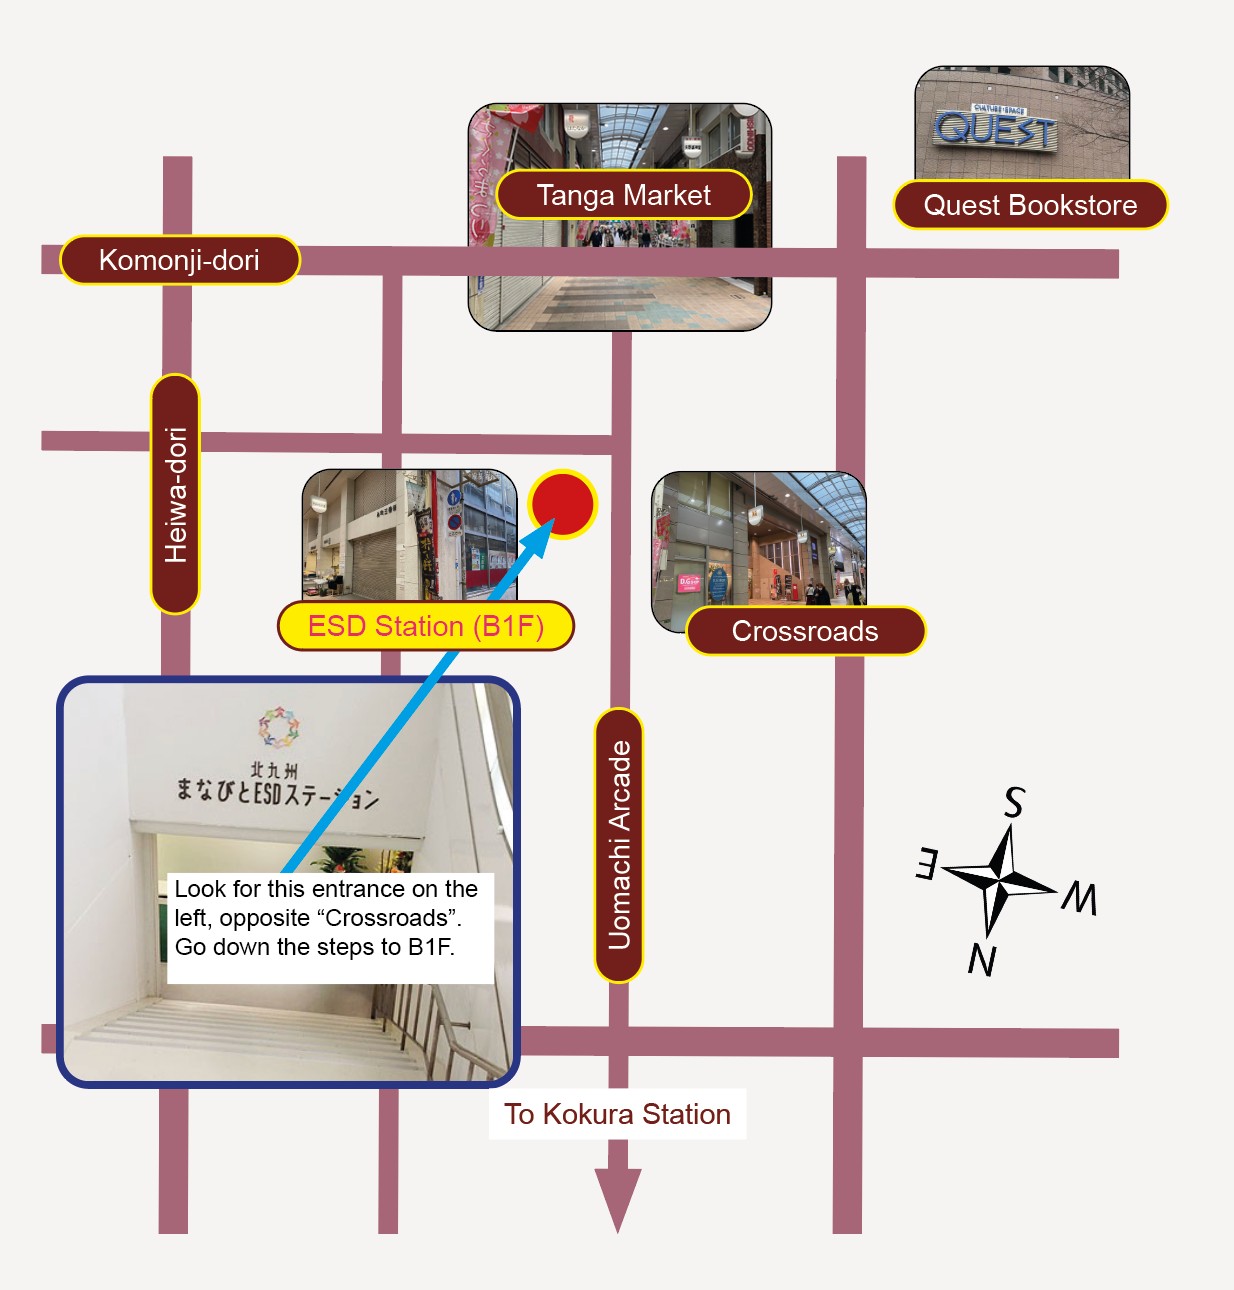 CULTURE·SPACE
QUEST
Tanga Market
Quest Bookstore
Komonji-dori
Heiwa-dori
ESD Station (B1F)
Crossroads
北九州
まなびとESDステーション
Look for this entrance on the
left, opposite “Crossroads”.
Go down the steps to B1F.
Uomachi Arcade
S
E
W
N
To Kokura Station